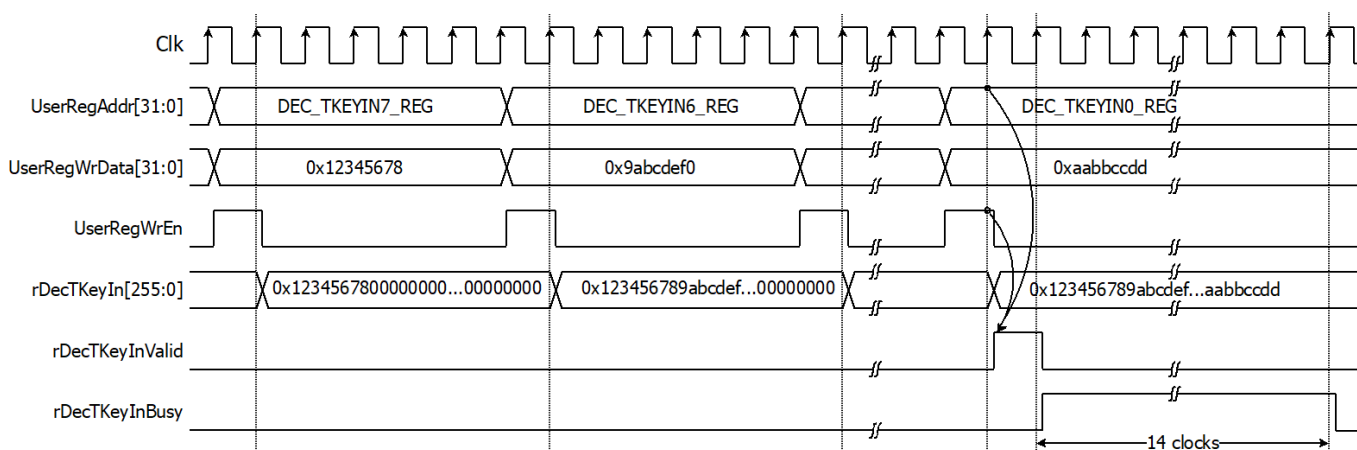 Clk
UserRegAddr[31:0] DEC_TKEYIN7_REG DEC_TKEYIN6_REG DEC_TKEYIN0_REG
UserRegWrData[31:0] 0x12345678 0x9abcdef0 0xaabbccdd
UserRegWrEn
rDecTKeyIn[255:0] 0x1234567800000000...00000000 0x123456789abcdef...00000000 0x123456789abcdef...aabbccdd
rDecTKeyInValid
rDecTKeyInBusy
14 clocks